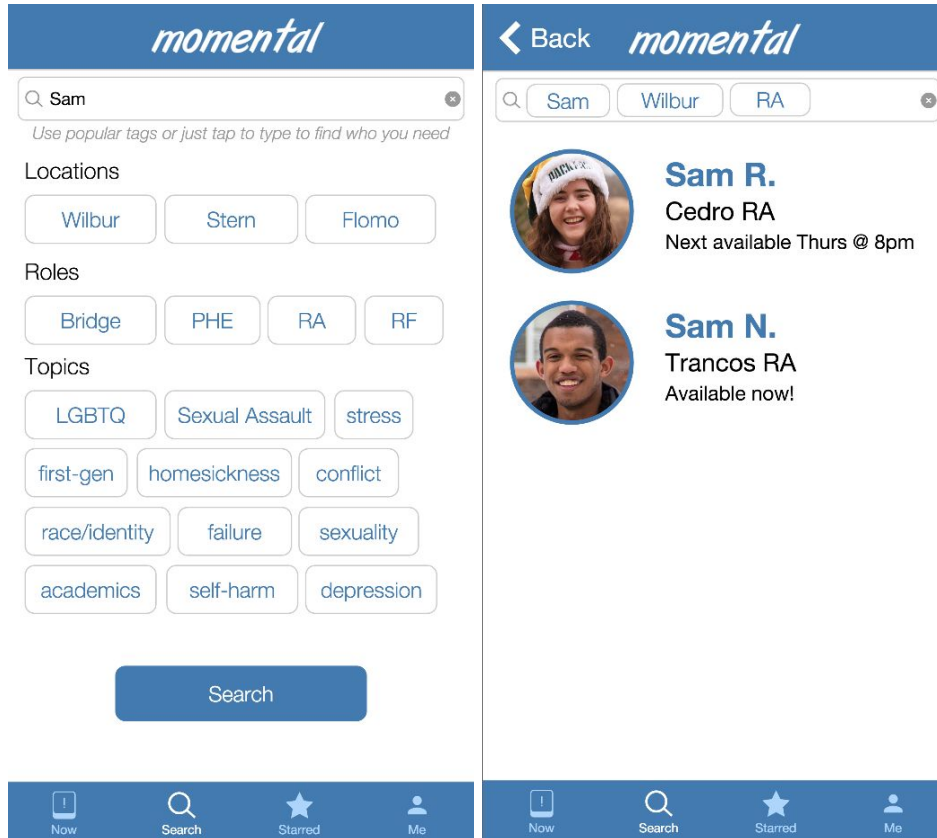 momental
Sam
Use popular tags or just tap to type to find who you need
Locations
Wilbur Stern Flomo
Roles
Bridge PHE RA RF
Topics
LGBTQ Sexual Assault stress
first-gen homesickness conflict
race/identity failure sexuality
academics self-harm depression
Search
Now Search Starred Me
Back momental
Sam Wilbur RA
PACKERS
Sam R.
Cedro RA
Next available Thurs @ 8pm
Sam N.
Trancos RA
Available now!
Now Search Starred Me